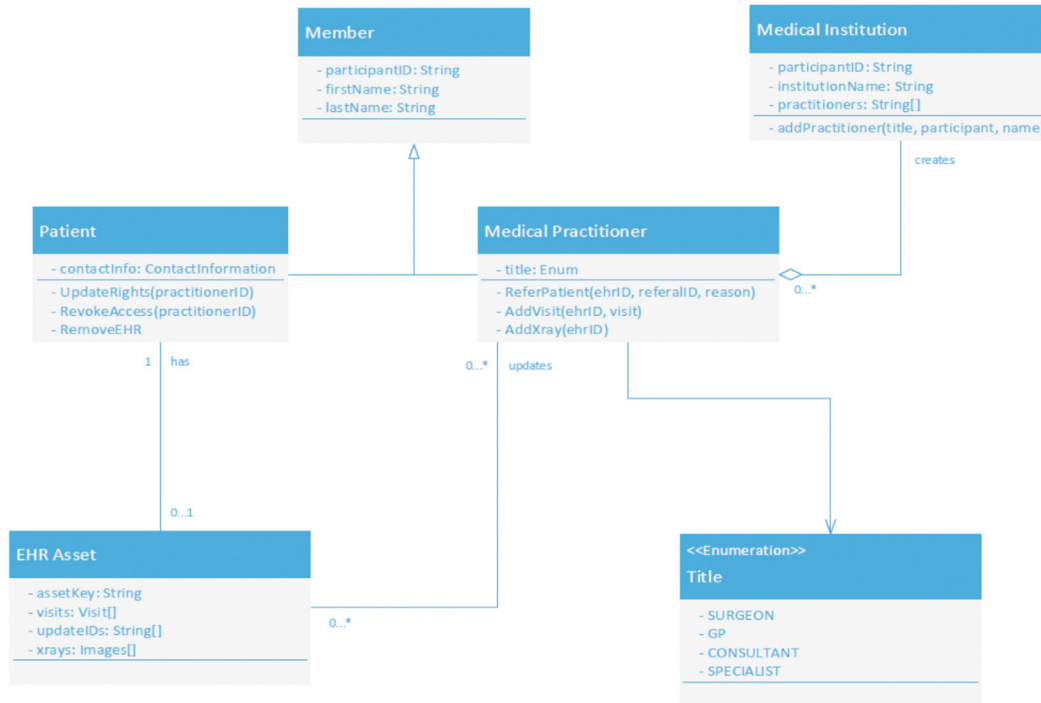 Member
- participantID: String
- firstName: String
- lastName: String
Medical Institution
- participantID: String
- institutionName: String
- practitioners: String[]
- addPractitioner(title, participant, name
creates
Patient
- contactInfo: ContactInformation
- UpdateRights(practitionerID)
- RevokeAccess(practitionerID)
- RemoveEHR
Medical Practitioner
- title: Enum
- ReferPatient(ehrID, referalID, reason)
- AddVisit(ehrID, visit)
- AddXray(ehrID)
0...*
1 has
0...* updates
0...1
EHR Asset
- assetKey: String
- visits: Visit[]
- updateIDs: String[]
- xrays: Images[]
0...*
<<Enumeration>>
Title
- SURGEON
- GP
- CONSULTANT
- SPECIALIST